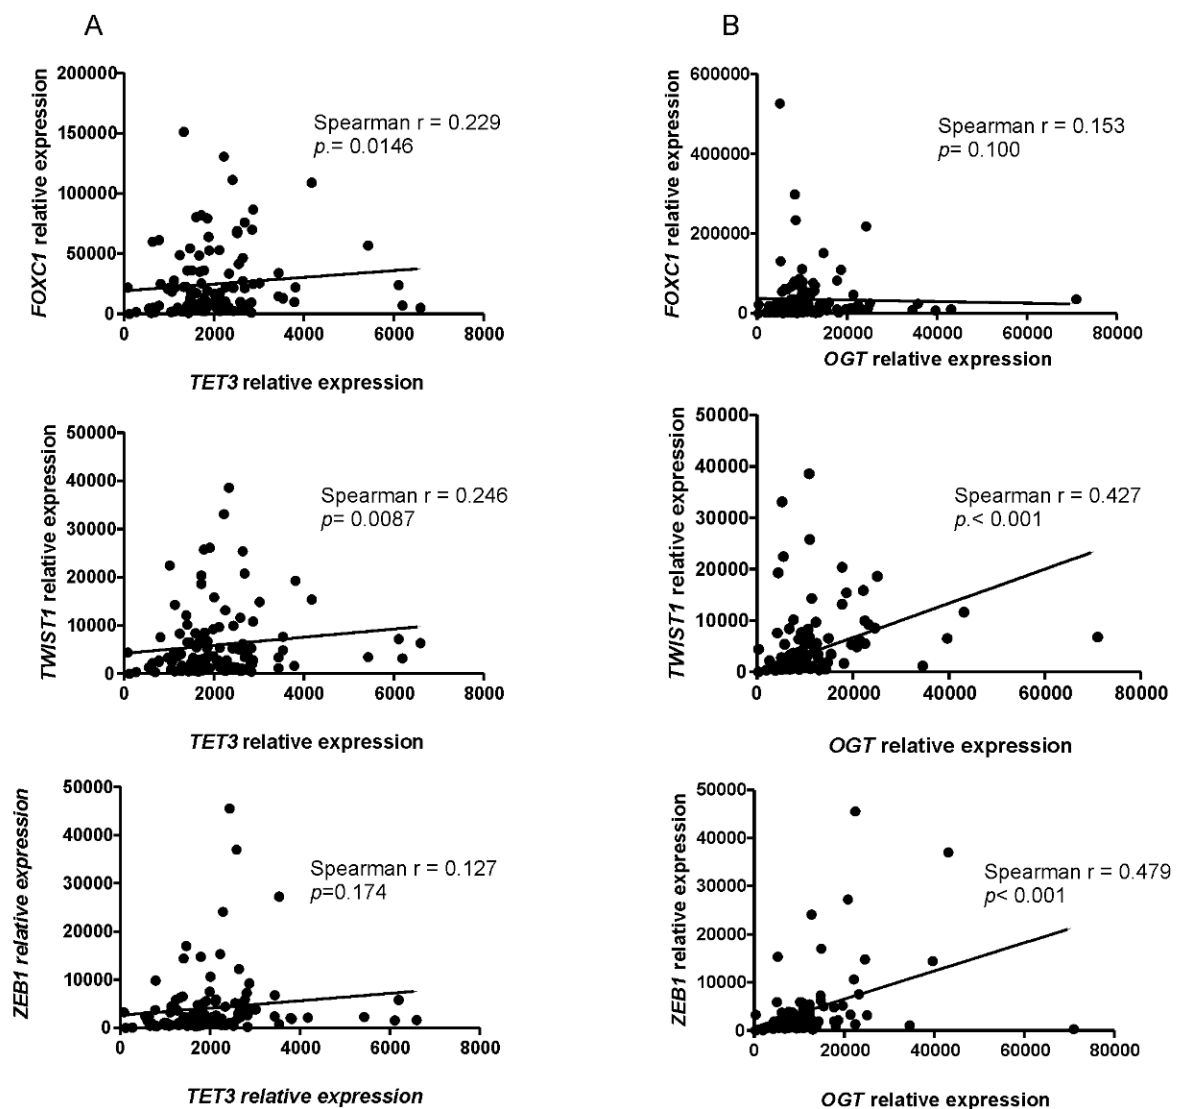 A
B
200000
150000
100000
50000
0
FOXC1 relative expression
Spearman r = 0.229
p.= 0.0146
0 2000 4000 6000 8000
TET3 relative expression
600000
400000
200000
0
FOXC1 relative expression
Spearman r = 0.153
p= 0.100
0 20000 40000 60000 80000
OGT relative expression
50000
40000
30000
20000
10000
0
TWIST1 relative expression
Spearman r = 0.246
p= 0.0087
0 2000 4000 6000 8000
TET3 relative expression
50000
40000
30000
20000
10000
0
TWIST1 relative expression
Spearman r = 0.427
p.< 0.001
0 20000 40000 60000 80000
OGT relative expression
50000
40000
30000
20000
10000
0
ZEB1 relative expression
Spearman r = 0.127
p=0.174
0 2000 4000 6000 8000
TET3 relative expression
50000
40000
30000
20000
10000
0
ZEB1 relative expression
Spearman r = 0.479
p< 0.001
0 20000 40000 60000 80000
OGT relative expression